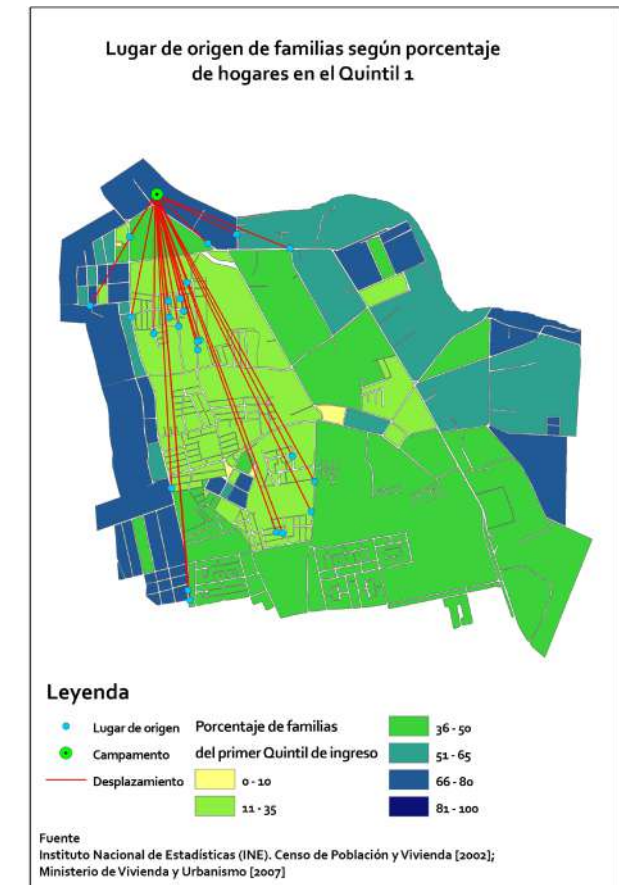 Lugar de origen de familias según porcentaje
de hogares en el Quintil 1
Leyenda
Lugar de origen
Campamento
Desplazamiento
Porcentaje de familias
del primer Quintil de ingreso
0 - 10
11 - 35
36 - 50
51 - 65
66 - 80
81 - 100
Fuente
Instituto Nacional de Estadísticas (INE). Censo de Población y Vivienda [2002];
Ministerio de Vivienda y Urbanismo [2007]